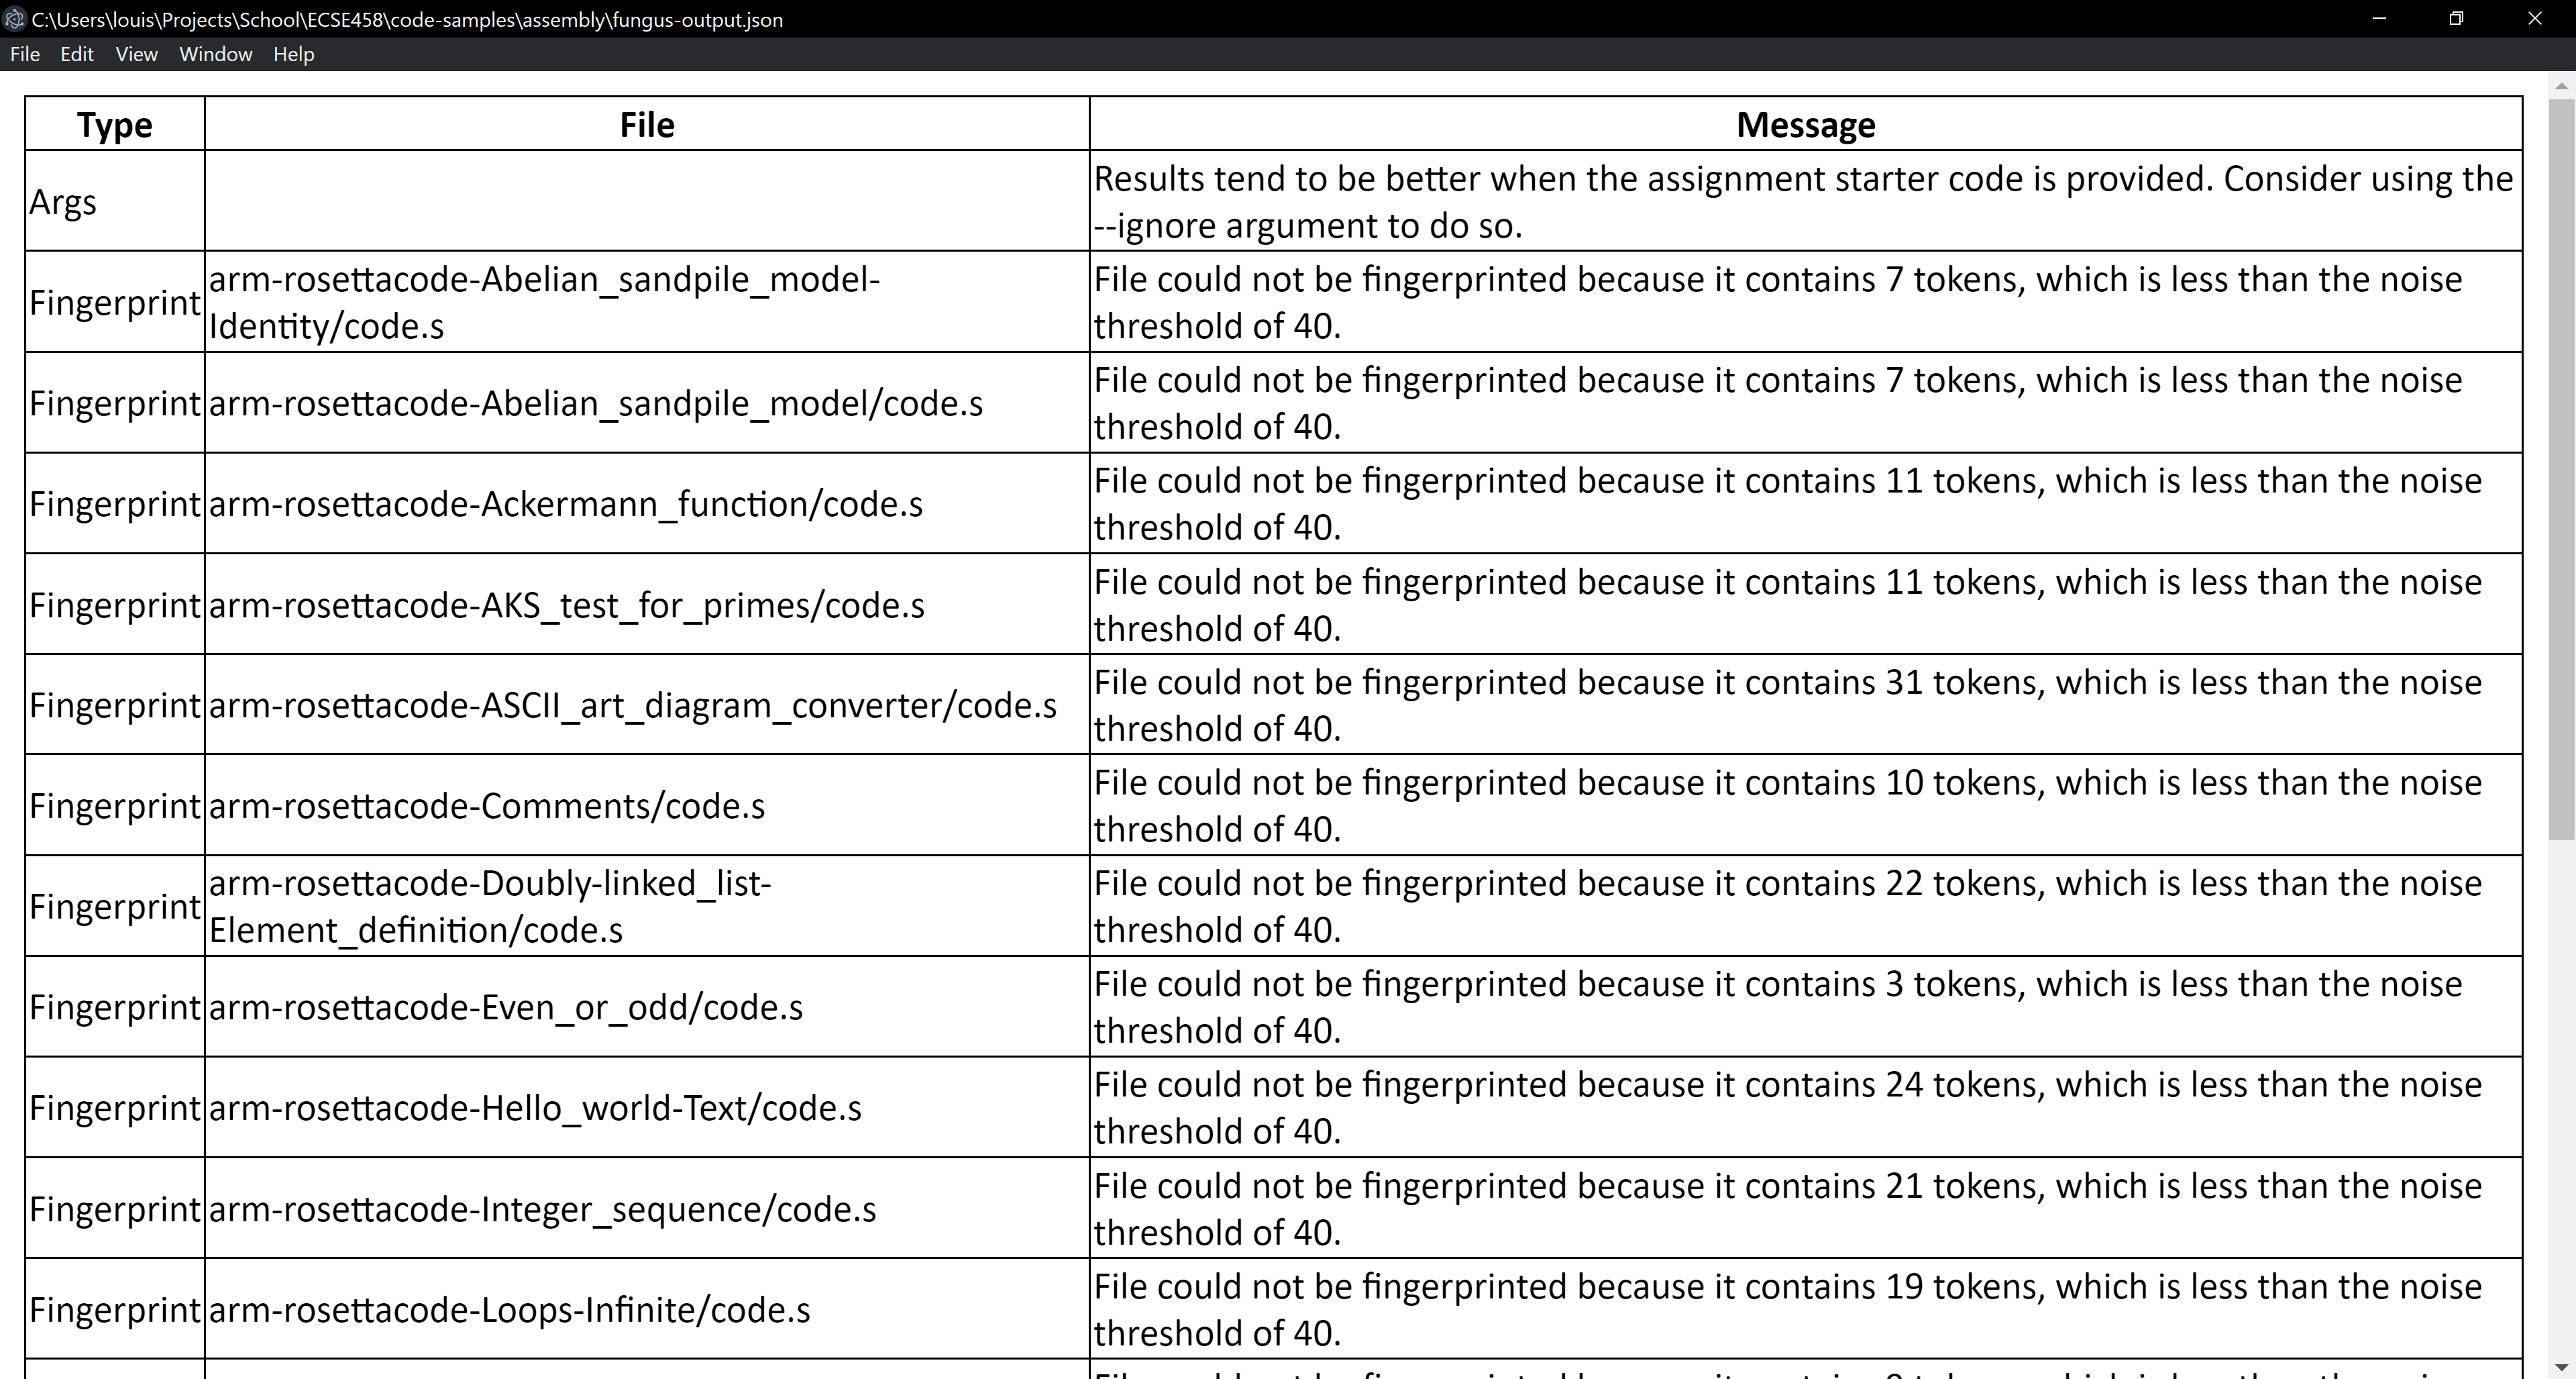 C:\Users\louis\Projects\School\ECSE458\code-samples\assembly\fungus-output.json
File Edit View Window Help
Type File Message
Args
Results tend to be better when the assignment starter code is provided. Consider using the
--ignore argument to do so.
Fingerprint
arm-rosettacode-Abelian_sandpile_model-
Identity/code.s
File could not be fingerprinted because it contains 7 tokens, which is less than the noise
threshold of 40.
Fingerprint
arm-rosettacode-Abelian_sandpile_model/code.s
File could not be fingerprinted because it contains 7 tokens, which is less than the noise
threshold of 40.
Fingerprint
arm-rosettacode-Ackermann_function/code.s
File could not be fingerprinted because it contains 11 tokens, which is less than the noise
threshold of 40.
Fingerprint
arm-rosettacode-AKS_test_for_primes/code.s
File could not be fingerprinted because it contains 11 tokens, which is less than the noise
threshold of 40.
Fingerprint
arm-rosettacode-ASCII_art_diagram_converter/code.s
File could not be fingerprinted because it contains 31 tokens, which is less than the noise
threshold of 40.
Fingerprint
arm-rosettacode-Comments/code.s
File could not be fingerprinted because it contains 10 tokens, which is less than the noise
threshold of 40.
Fingerprint
arm-rosettacode-Doubly-linked_list-
Element_definition/code.s
File could not be fingerprinted because it contains 22 tokens, which is less than the noise
threshold of 40.
Fingerprint
arm-rosettacode-Even_or_odd/code.s
File could not be fingerprinted because it contains 3 tokens, which is less than the noise
threshold of 40.
Fingerprint
arm-rosettacode-Hello_world-Text/code.s
File could not be fingerprinted because it contains 24 tokens, which is less than the noise
threshold of 40.
Fingerprint
arm-rosettacode-Integer_sequence/code.s
File could not be fingerprinted because it contains 21 tokens, which is less than the noise
threshold of 40.
Fingerprint
arm-rosettacode-Loops-Infinite/code.s
File could not be fingerprinted because it contains 19 tokens, which is less than the noise
threshold of 40.